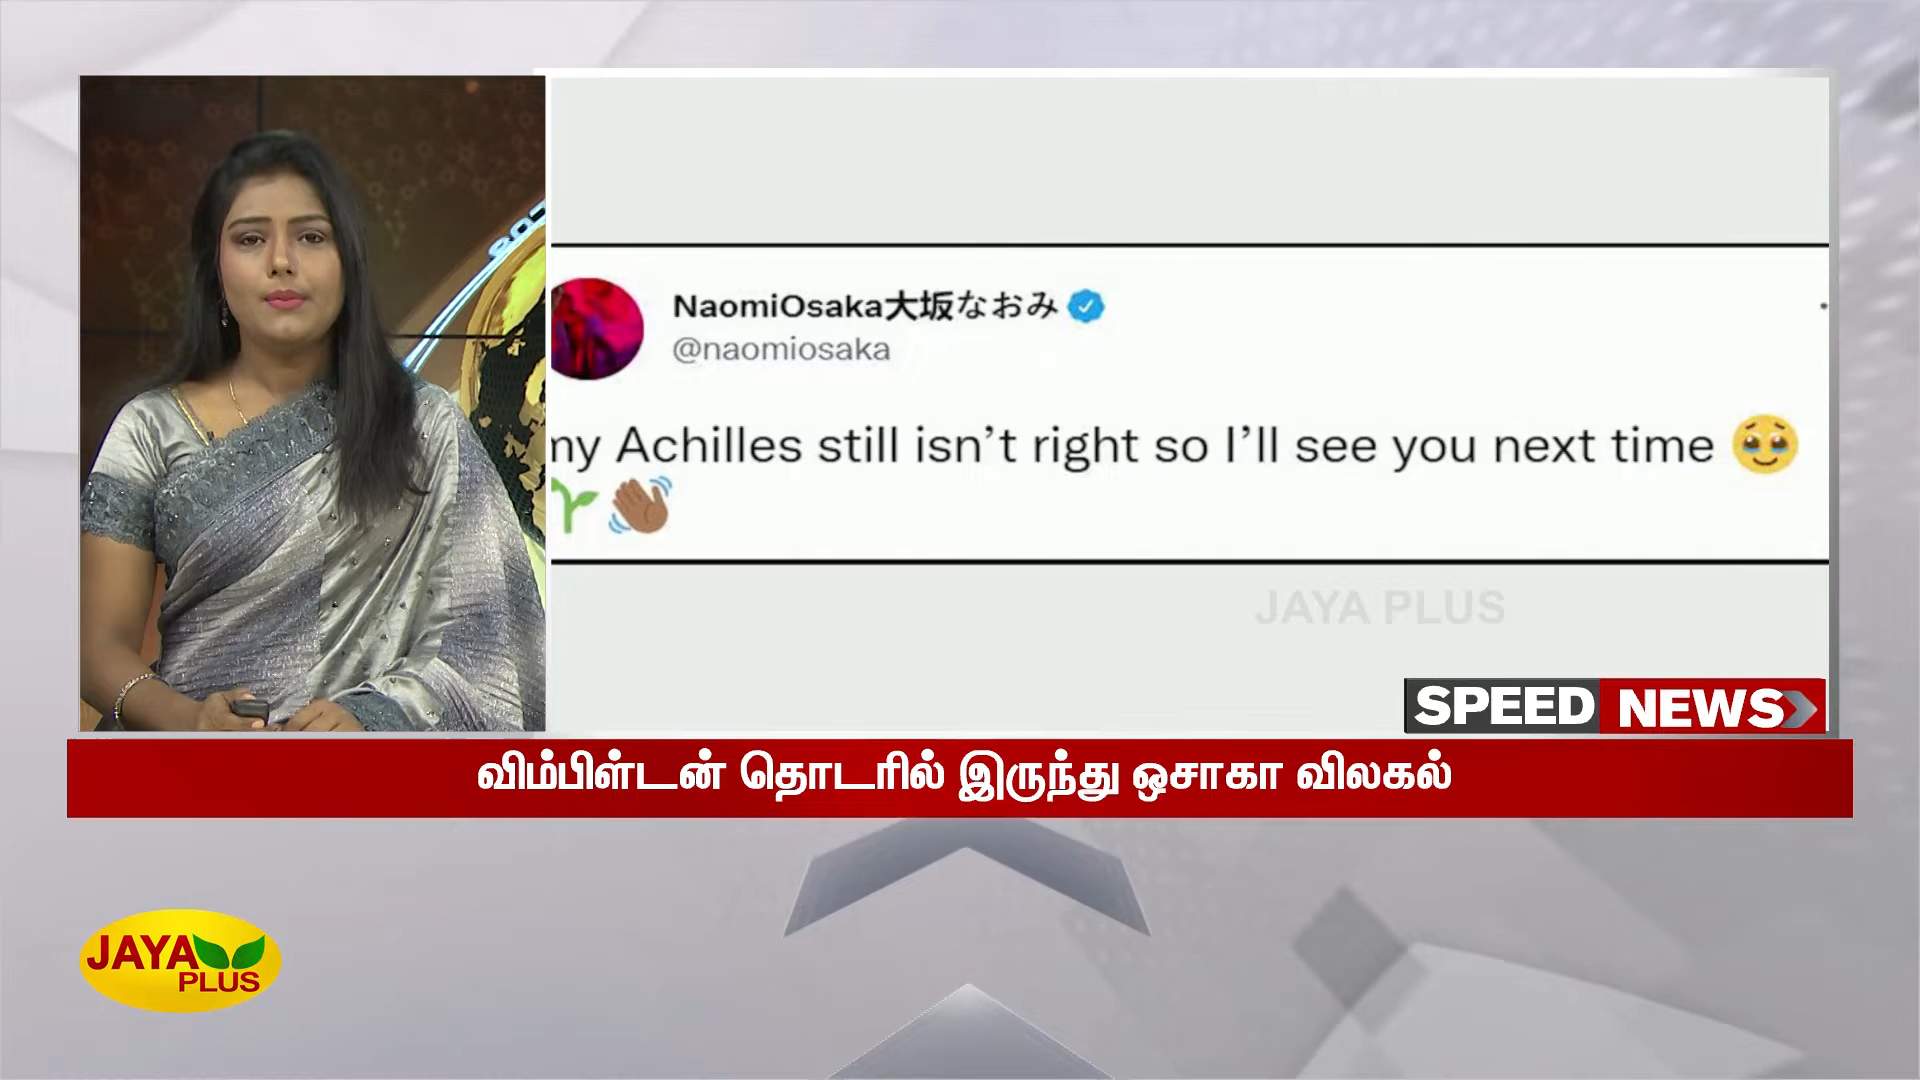 NaomiOsaka大坂なおみ
@naomiosaka
my Achilles still isn’t right so I’ll see you next time 🥹
🌱👋🏾
JAYA PLUS
SPEED NEWS
விம்பிள்டன் தொடரில் இருந்து ஒசாகா விலகல்
JAYA
PLUS